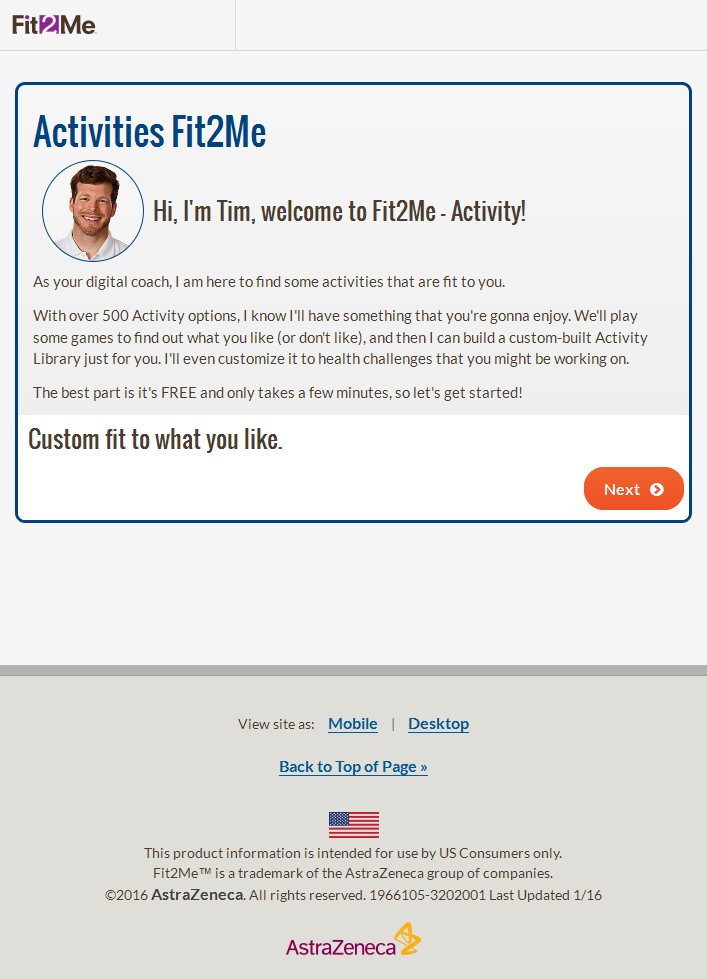 Fit2Me
Activities Fit2Me
Hi, I'm Tim, welcome to Fit2Me - Activity!
As your digital coach, I am here to find some activities that are fit to you.
With over 500 Activity options, I know I'll have something that you're gonna enjoy. We'll play
some games to find out what you like (or don't like), and then I can build a custom-built Activity
Library just for you. I'll even customize it to health challenges that you might be working on.
The best part is it's FREE and only takes a few minutes, so let's get started!
Custom fit to what you like.
Next
View site as: Mobile | Desktop
Back to Top of Page »
This product information is intended for use by US Consumers only.
Fit2Me™ is a trademark of the AstraZeneca group of companies.
©2016 AstraZeneca. All rights reserved. 1966105-3202001 Last Updated 1/16
AstraZeneca